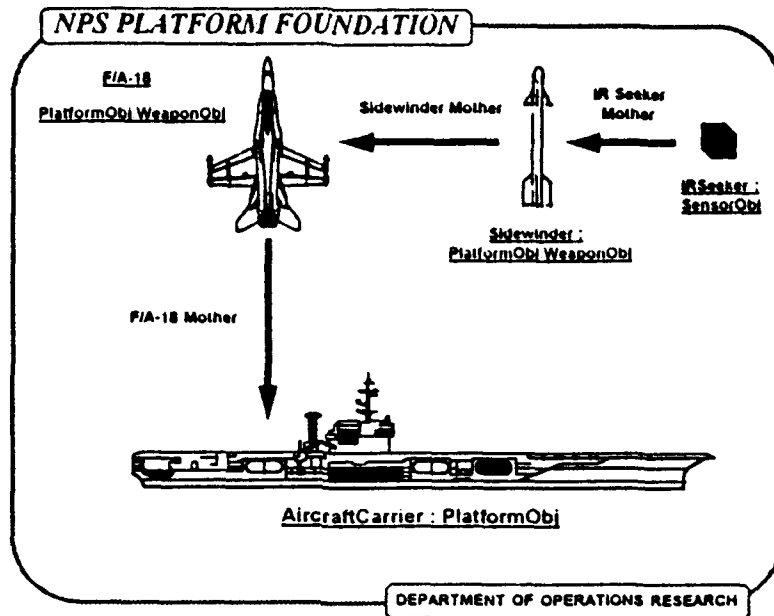 NPS PLATFORM FOUNDATION
F/A-18
PlatformObj WeaponObj
Sidewinder Mother
IR Seeker
Mother
IRSeeker :
SensorObj
Sidewinder :
PlatformObj WeaponObj
F/A-18 Mother
AircraftCarrier : PlatformObj
DEPARTMENT OF OPERATIONS RESEARCH